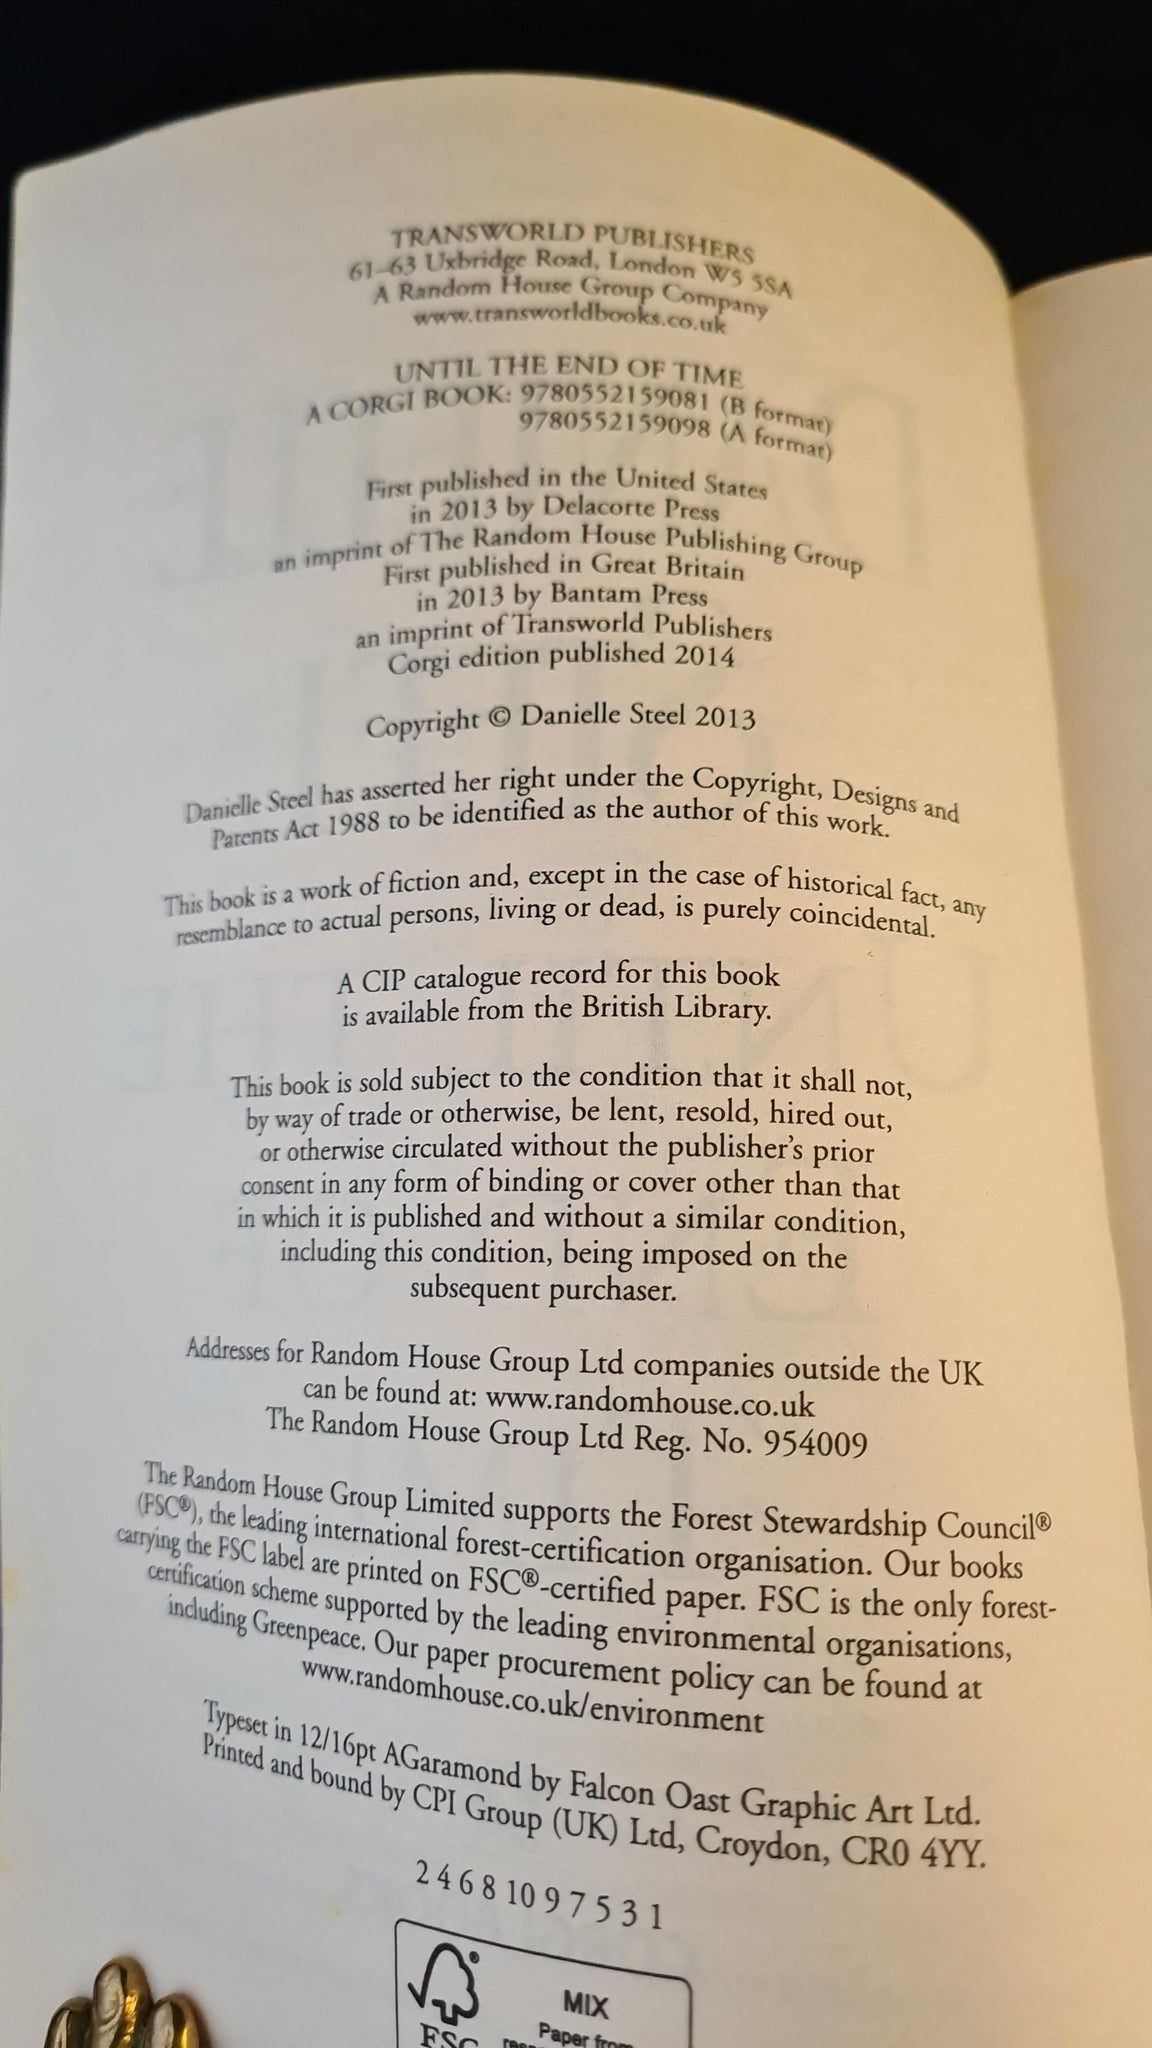 TRANSWORLD PUBLISHERS
61–63 Uxbridge Road, London W5 5SA
A Random House Group Company
www.transworldbooks.co.uk
UNTIL THE END OF TIME
A CORGI BOOK: 9780552159081 (B format)
9780552159098 (A format)
First published in the United States
in 2013 by Delacorte Press
an imprint of The Random House Publishing Group
First published in Great Britain
in 2013 by Bantam Press
an imprint of Transworld Publishers
Corgi edition published 2014
Copyright © Danielle Steel 2013
Danielle Steel has asserted her right under the Copyright, Designs and
Patents Act 1988 to be identified as the author of this work.
This book is a work of fiction and, except in the case of historical fact, any
resemblance to actual persons, living or dead, is purely coincidental.
A CIP catalogue record for this book
is available from the British Library.
This book is sold subject to the condition that it shall not,
by way of trade or otherwise, be lent, resold, hired out,
or otherwise circulated without the publisher's prior
consent in any form of binding or cover other than that
in which it is published and without a similar condition,
including this condition, being imposed on the
subsequent purchaser.
Addresses for Random House Group Ltd companies outside the UK
can be found at: www.randomhouse.co.uk
The Random House Group Ltd Reg. No. 954009
The Random House Group Limited supports the Forest Stewardship Council®
(FSC®), the leading international forest-certification organisation. Our books
carrying the FSC label are printed on FSC®-certified paper. FSC is the only forest-
certification scheme supported by the leading environmental organisations,
including Greenpeace. Our paper procurement policy can be found at
www.randomhouse.co.uk/environment
Typeset in 12/16pt AGaramond by Falcon Oast Graphic Art Ltd.
Printed and bound by CPI Group (UK) Ltd, Croydon, CR0 4YY.
2 4 6 8 10 9 7 5 3 1
MIX
Paper from
FSC